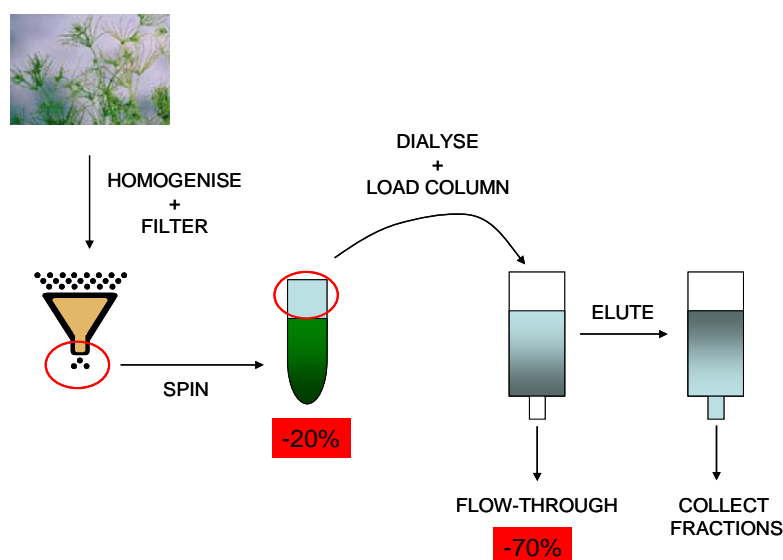 HOMOGENISE
+
FILTER
DIALYSE
+
LOAD COLUMN
SPIN
-20%
ELUTE
FLOW-THROUGH
-70%
COLLECT
FRACTIONS